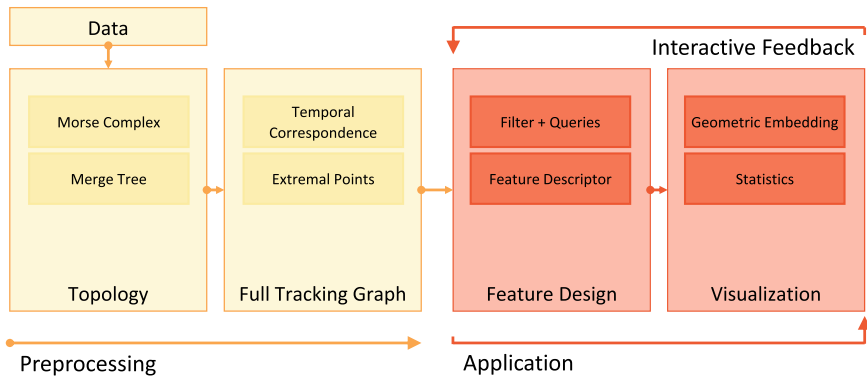 Data
Interactive Feedback
Morse Complex
Merge Tree
Topology
Temporal
Correspondence
Extremal Points
Full Tracking Graph
Filter + Queries
Feature Descriptor
Feature Design
Geometric Embedding
Statistics
Visualization
Preprocessing
Application